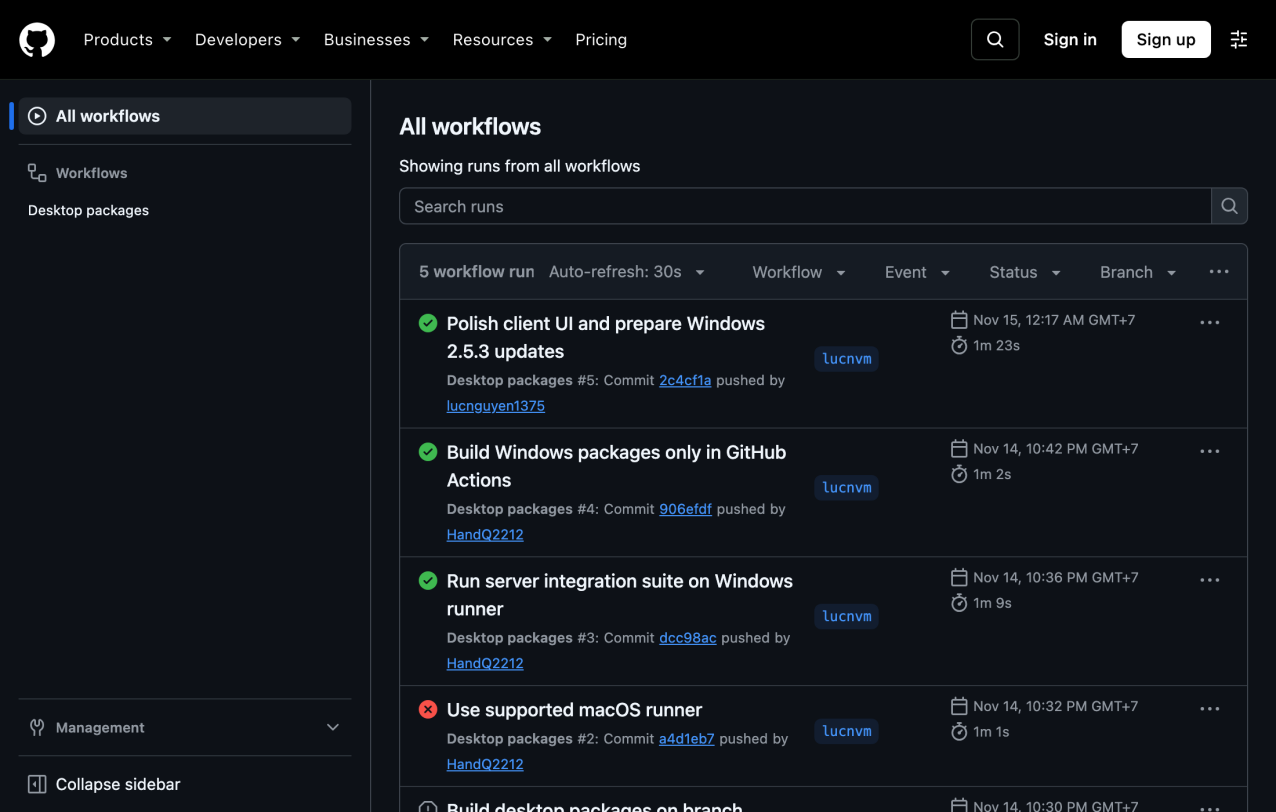 Products Developers Businesses Resources Pricing Sign in Sign up
All workflows
Workflows
Desktop packages
Management
Collapse sidebar
All workflows
Showing runs from all workflows
Search runs
5 workflow run Auto-refresh: 30s Workflow Event Status Branch
Polish client UI and prepare Windows
2.5.3 updates
Desktop packages #5: Commit 2c4cf1a pushed by
lucnguyen1375
lucnvm
Nov 15, 12:17 AM GMT+7
1m 23s
Build Windows packages only in GitHub
Actions
Desktop packages #4: Commit 906efdf pushed by
HandQ2212
lucnvm
Nov 14, 10:42 PM GMT+7
1m 2s
Run server integration suite on Windows
runner
Desktop packages #3: Commit dcc98ac pushed by
HandQ2212
lucnvm
Nov 14, 10:36 PM GMT+7
1m 9s
Use supported macOS runner
Desktop packages #2: Commit a4d1eb7 pushed by
HandQ2212
lucnvm
Nov 14, 10:32 PM GMT+7
1m 1s
Build desktop packages on branch
Nov 14, 10:30 PM GMT+7